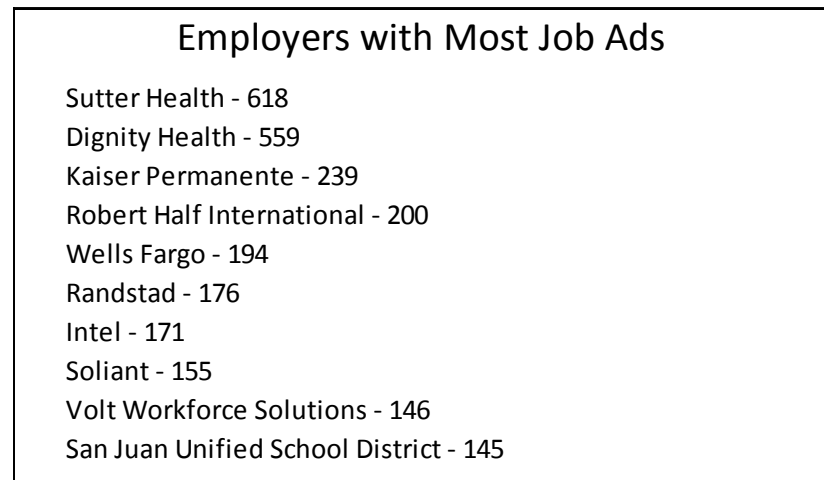 Employers with Most Job Ads
Sutter Health - 618
Dignity Health - 559
Kaiser Permanente - 239
Robert Half International - 200
Wells Fargo - 194
Randstad - 176
Intel - 171
Soliant - 155
Volt Workforce Solutions - 146
San Juan Unified School District - 145